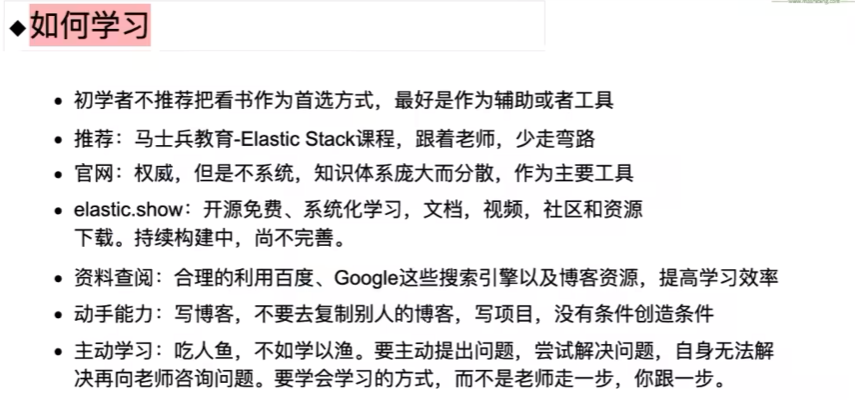 ◆如何学习
• 初学者不推荐把看书作为首选方式，最好是作为辅助或者工具
• 推荐：马士兵教育-Elastic Stack课程，跟着老师，少走弯路
• 官网：权威，但是不系统，知识体系庞大而分散，作为主要工具
• elastic.show：开源免费、系统化学习，文档，视频，社区和资源
下载。持续构建中，尚不完善。
• 资料查阅：合理的利用百度、Google这些搜索引擎以及博客资源，提高学习效率
• 动手能力：写博客，不要去复制别人的博客，写项目，没有条件创造条件
• 主动学习：吃人鱼，不如学以渔。要主动提出问题，尝试解决问题，自身无法解
决再向老师咨询问题。要学会学习的方式，而不是老师走一步，你跟一步。